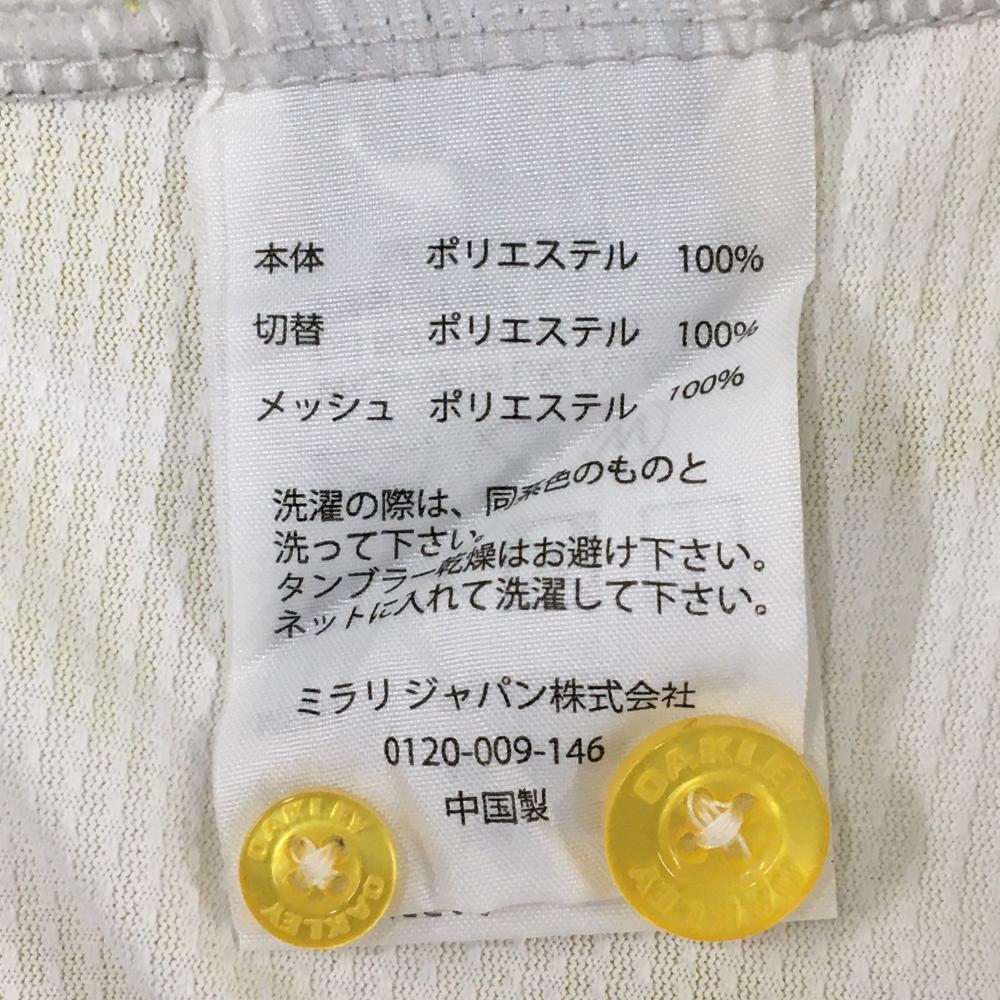 本体 ポリエステル 100%
切替 ポリエステル 100%
メッシュ ポリエステル 100%
洗濯の際は、同系色のものと
洗って下さい。
タンブラー乾燥はお避け下さい。
ネットに入れて洗濯して下さい。
ミラリ ジャパン株式会社
0120-009-146
中国製
OAKLEY
OAKLEY
OAKLEY
OAKLEY